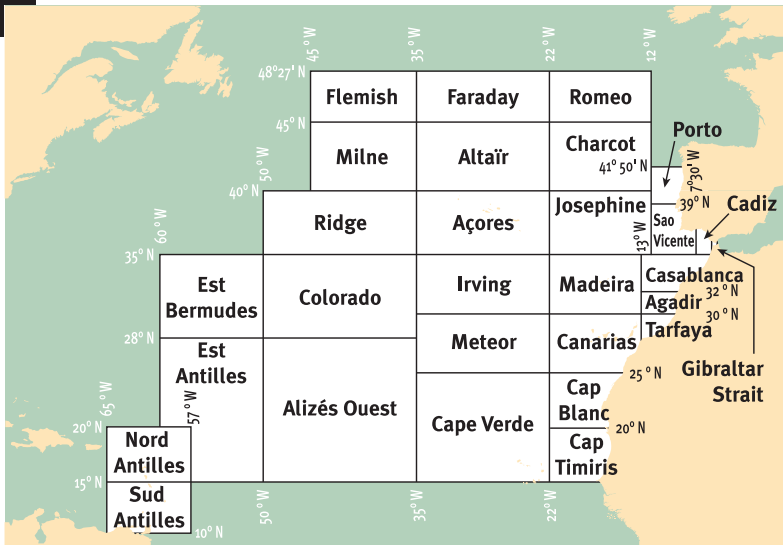 45° W
35° W
22° W
12° W
48°27' N
Flemish
Faraday
Romeo
45° N
Porto
Milne
Altaïr
Charcot
41° 50' N
50° W
7°30' W
40° N
Ridge
Açores
Josephine
39° N
Cadiz
Sao
Vicente
13° W
60° W
35° N
Est
Bermudes
Colorado
Irving
Madeira
Casablanca
32° N
Agadir
30° N
Tarfaya
28° N
Est
Antilles
Meteor
Canarias
Gibraltar
Strait
25° N
65° W
57° W
Alizés Ouest
Cape Verde
Cap
Blanc
20° N
20° N
Nord
Antilles
Cap
Timiris
15° N
Sud
Antilles
10° N
50° W
35° W
22° W